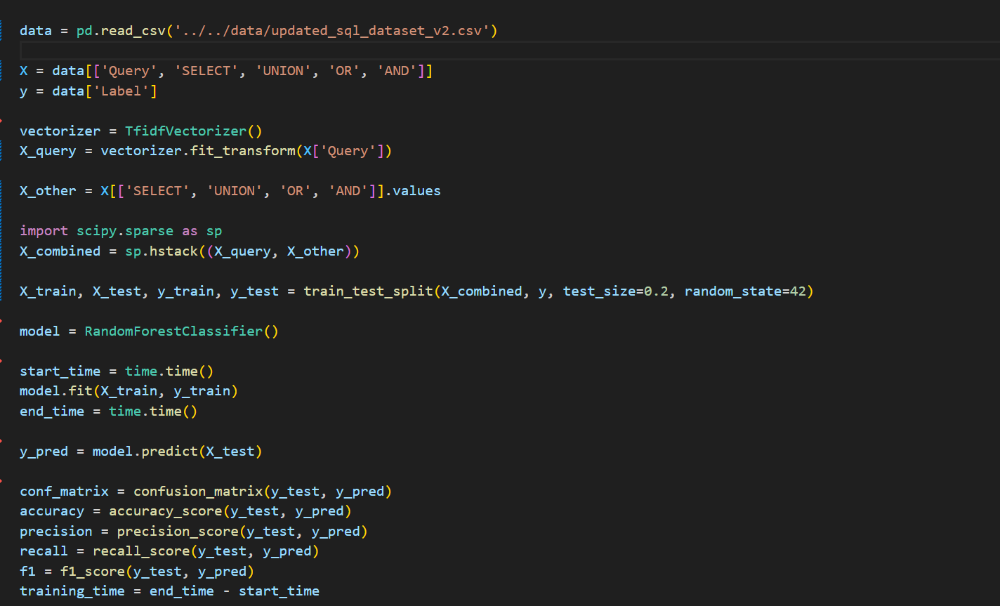 data = pd.read_csv('../../data/updated_sql_dataset_v2.csv')
X = data[['Query', 'SELECT', 'UNION', 'OR', 'AND']]
y = data['Label']
vectorizer = TfidfVectorizer()
X_query = vectorizer.fit_transform(X['Query'])
X_other = X[['SELECT', 'UNION', 'OR', 'AND']].values
import scipy.sparse as sp
X_combined = sp.hstack((X_query, X_other))
X_train, X_test, y_train, y_test = train_test_split(X_combined, y, test_size=0.2, random_state=42)
model = RandomForestClassifier()
start_time = time.time()
model.fit(X_train, y_train)
end_time = time.time()
y_pred = model.predict(X_test)
conf_matrix = confusion_matrix(y_test, y_pred)
accuracy = accuracy_score(y_test, y_pred)
precision = precision_score(y_test, y_pred)
recall = recall_score(y_test, y_pred)
f1 = f1_score(y_test, y_pred)
training_time = end_time - start_time